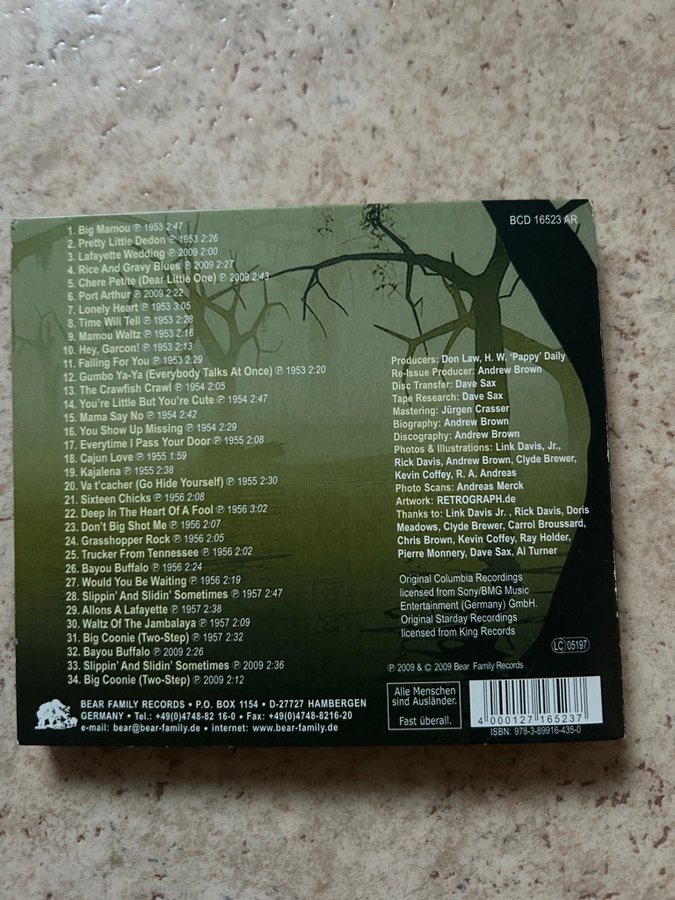 BCD 16523 AR
1. Big Mamou ℗ 1953 2:47
2. Pretty Little Dedon ℗ 1953 2:26
3. Lafayette Wedding ℗ 2009 2:00
4. Rice And Gravy Blues ℗ 2009 2:27
5. Chere Petite (Dear Little One) ℗ 2009 2:43
6. Port Arthur ℗ 2009 2:22
7. Lonely Heart ℗ 1953 3:05
8. Time Will Tell ℗ 1953 2:28
9. Mamou Waltz ℗ 1953 2:16
10. Hey, Garcon! ℗ 1953 2:13
11. Falling For You ℗ 1953 2:29
12. Gumbo Ya-Ya (Everybody Talks At Once) ℗ 1953 2:20
13. The Crawfish Crawl ℗ 1954 2:05
14. You're Little But You're Cute ℗ 1954 2:47
15. Mama Say No ℗ 1954 2:42
16. You Show Up Missing ℗ 1954 2:29
17. Everytime I Pass Your Door ℗ 1955 2:08
18. Cajun Love ℗ 1955 1:59
19. Kajalena ℗ 1955 2:38
20. Va t'cacher (Go Hide Yourself) ℗ 1955 2:30
21. Sixteen Chicks ℗ 1956 2:08
22. Deep In The Heart Of A Fool ℗ 1956 3:02
23. Don't Big Shot Me ℗ 1956 2:07
24. Grasshopper Rock ℗ 1956 2:05
25. Trucker From Tennessee ℗ 1956 2:02
26. Bayou Buffalo ℗ 1956 2:24
27. Would You Be Waiting ℗ 1956 2:19
28. Slippin' And Slidin' Sometimes ℗ 1957 2:47
29. Allons A Lafayette ℗ 1957 2:38
30. Waltz Of The Jambalaya ℗ 1957 2:09
31. Big Coonie (Two-Step) ℗ 1957 2:32
32. Bayou Buffalo ℗ 2009 2:26
33. Slippin' And Slidin' Sometimes ℗ 2009 2:36
34. Big Coonie (Two-Step) ℗ 2009 2:12
Producers: Don Law, H. W. 'Pappy' Daily
Re-Issue Producer: Andrew Brown
Disc Transfer: Dave Sax
Tape Research: Dave Sax
Mastering: Jürgen Crasser
Biography: Andrew Brown
Discography: Andrew Brown
Photos & Illustrations: Link Davis, Jr.,
Rick Davis, Andrew Brown, Clyde Brewer,
Kevin Coffey, R. A. Andreas
Photo Scans: Andreas Merck
Artwork: RETROGRAPH.de
Thanks to: Link Davis Jr. , Rick Davis, Doris
Meadows, Clyde Brewer, Carrol Broussard,
Chris Brown, Kevin Coffey, Ray Holder,
Pierre Monnery, Dave Sax, Al Turner
Original Columbia Recordings
licensed from Sony/BMG Music
Entertainment (Germany) GmbH.
Original Starday Recordings
licensed from King Records
LC 05197
℗ 2009 & © 2009 Bear Family Records
BEAR FAMILY RECORDS • P.O. BOX 1154 • D-27727 HAMBERGEN
GERMANY • Tel.: +49(0)4748-82 16-0 • Fax: +49(0)4748-8216-20
e-mail: bear@bear-family.de • internet: www.bear-family.de
Alle Menschen
sind Ausländer.
Fast überall.
4 000127 165237
ISBN: 978-3-89916-435-0